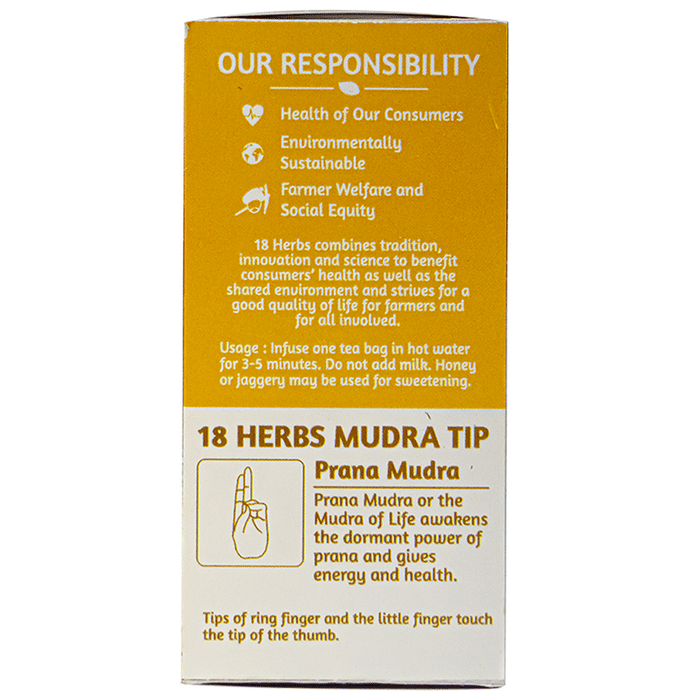 OUR RESPONSIBILITY
Health of Our Consumers
Environmentally
Sustainable
Farmer Welfare and
Social Equity
18 Herbs combines tradition,
innovation and science to benefit
consumers' health as well as the
shared environment and strives for a
good quality of life for farmers and
for all involved.
Usage : Infuse one tea bag in hot water
for 3-5 minutes. Do not add milk. Honey
or jaggery may be used for sweetening.
18 HERBS MUDRA TIP
Prana Mudra
Prana Mudra or the
Mudra of Life awakens
the dormant power of
prana and gives
energy and health.
Tips of ring finger and the little finger touch
the tip of the thumb.